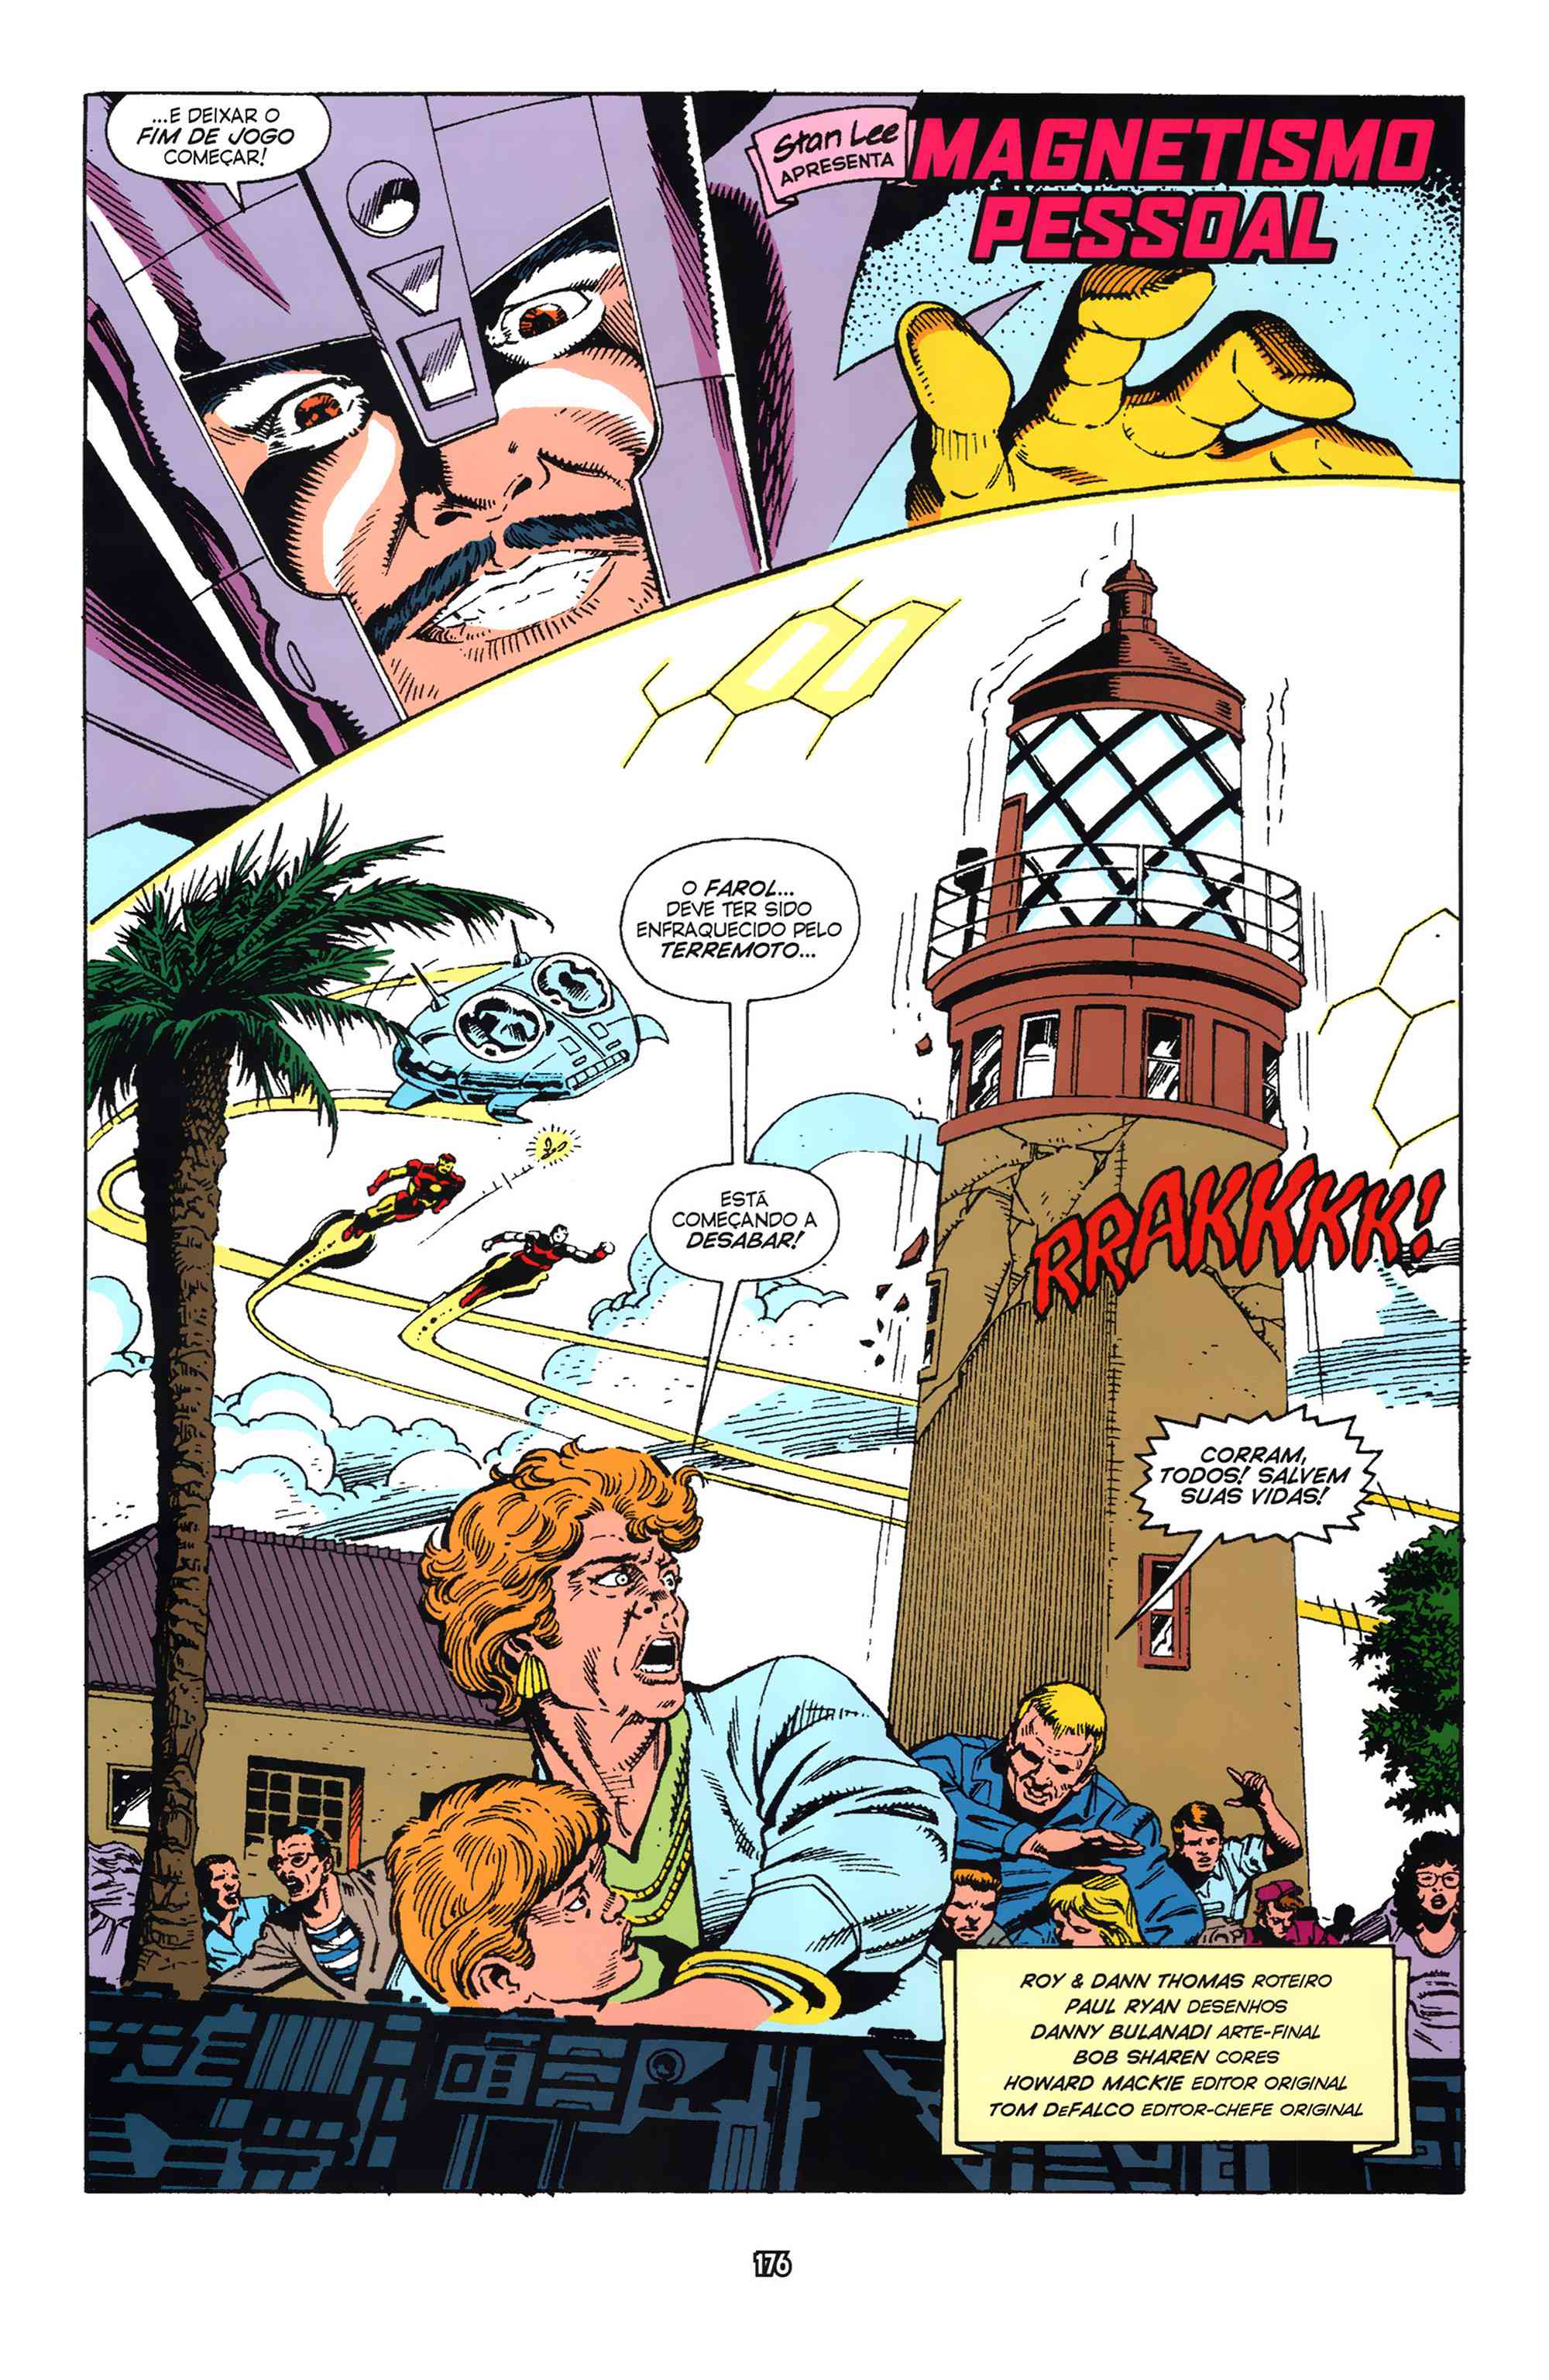 ...E DEIXAR O
FIM DE JOGO
COMEÇAR!
Stan Lee
APRESENTA
MAGNETISMO
PESSOAL
O FAROL...
DEVE TER SIDO
ENFRAQUECIDO PELO
TERREMOTO...
ESTÁ
COMEÇANDO A
DESABAR!
RRAKKKKK!
CORRAM,
TODOS! SALVEM
SUAS VIDAS!
ROY & DANN THOMAS ROTEIRO
PAUL RYAN DESENHOS
DANNY BULANADI ARTE-FINAL
BOB SHAREN CORES
HOWARD MACKIE EDITOR ORIGINAL
TOM DeFALCO EDITOR-CHEFE ORIGINAL
176